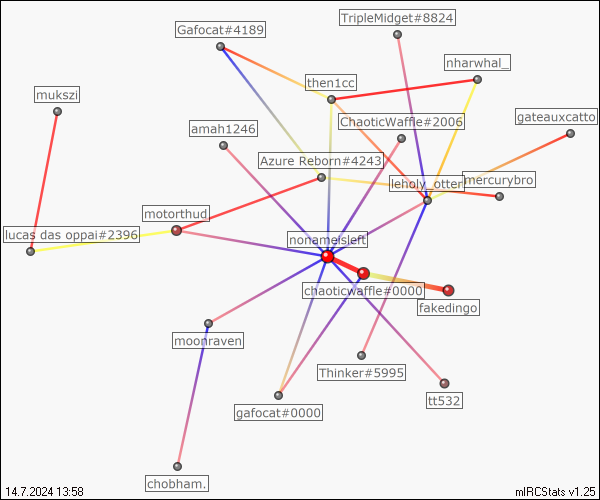 TripleMidget#8824
Gafocat#4189
nharwhal_
then1cc
mukszi
gateauxcatto
ChaoticWaffle#2006
amah1246
Azure Reborn#4243
leholy_otter
mercurybro
motorthud
lucas das oppai#2396
nonameisleft
chaoticwaffle#0000
fakedingo
moonraven
Thinker#5995
tt532
gafocat#0000
chobham.
14.7.2024 13:58
mIRCStats v1.25